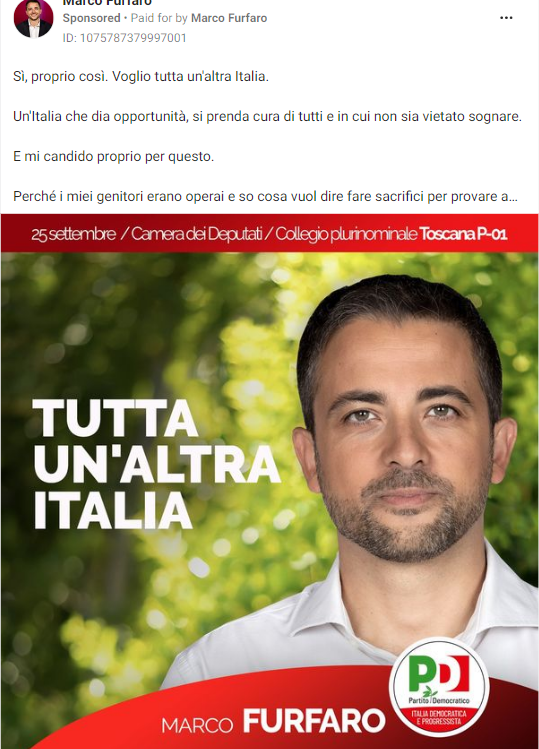 Marco Furfaro
Sponsored • Paid for by Marco Furfaro
ID: 1075787379997001
Sì, proprio così. Voglio tutta un'altra Italia.
Un'Italia che dia opportunità, si prenda cura di tutti e in cui non sia vietato sognare.
E mi candido proprio per questo.
Perché i miei genitori erano operai e so cosa vuol dire fare sacrifici per provare a...
25 settembre / Camera dei Deputati / Collegio plurinominale Toscana P-01
TUTTA
UN'ALTRA
ITALIA
MARCO FURFARO
PD
Partito Democratico
ITALIA DEMOCRATICA
E PROGRESSISTA